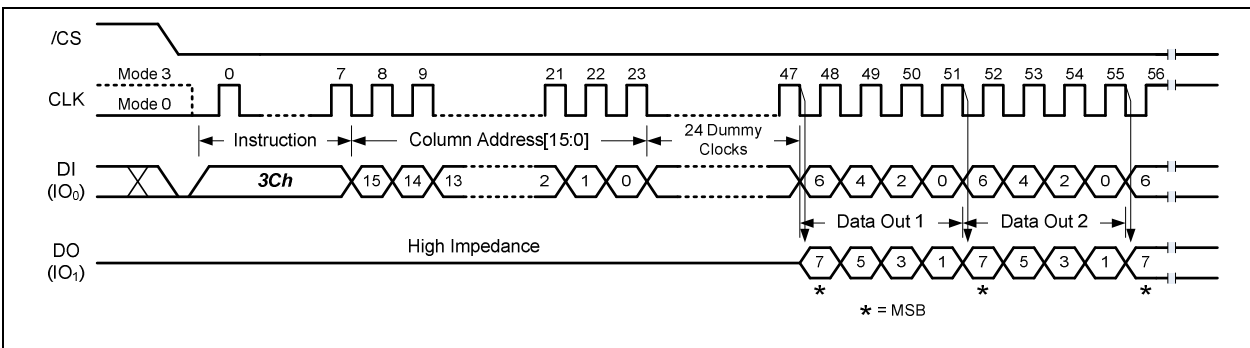 /CS
Mode 3 0 7 8 9 21 22 23 47 48 49 50 51 52 53 54 55 56
CLK
Mode 0
Instruction Column Address[15:0] 24 Dummy Clocks
DI
(IO0)
3Ch 15 14 13 2 1 0 6 4 2 0 6 4 2 0 6
Data Out 1 Data Out 2
High Impedance
DO
(IO1)
7 5 3 1 7 5 3 1 7
* * *
* = MSB